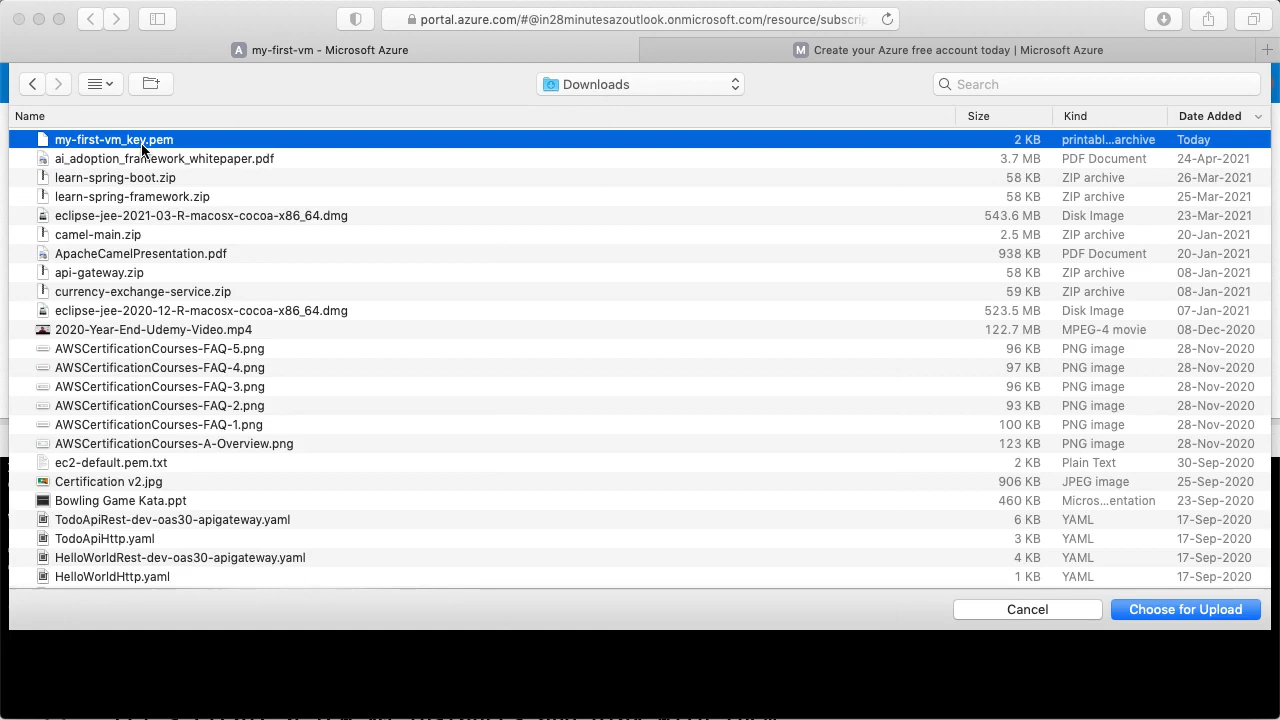 portal.azure.com/#@in28minutesazoutlook.onmicrosoft.com/resource/subscri
A my-first-vm - Microsoft Azure
M Create your Azure free account today | Microsoft Azure
Downloads
Search
Name Size Kind Date Added
my-first-vm_key.pem 2 KB printabl...archive Today
ai_adoption_framework_whitepaper.pdf 3.7 MB PDF Document 24-Apr-2021
learn-spring-boot.zip 58 KB ZIP archive 26-Mar-2021
learn-spring-framework.zip 58 KB ZIP archive 25-Mar-2021
eclipse-jee-2021-03-R-macosx-cocoa-x86_64.dmg 543.6 MB Disk Image 23-Mar-2021
camel-main.zip 2.5 MB ZIP archive 20-Jan-2021
ApacheCamelPresentation.pdf 938 KB PDF Document 20-Jan-2021
api-gateway.zip 58 KB ZIP archive 08-Jan-2021
currency-exchange-service.zip 59 KB ZIP archive 08-Jan-2021
eclipse-jee-2020-12-R-macosx-cocoa-x86_64.dmg 523.5 MB Disk Image 07-Jan-2021
2020-Year-End-Udemy-Video.mp4 122.7 MB MPEG-4 movie 08-Dec-2020
AWSCertificationCourses-FAQ-5.png 96 KB PNG image 28-Nov-2020
AWSCertificationCourses-FAQ-4.png 97 KB PNG image 28-Nov-2020
AWSCertificationCourses-FAQ-3.png 96 KB PNG image 28-Nov-2020
AWSCertificationCourses-FAQ-2.png 93 KB PNG image 28-Nov-2020
AWSCertificationCourses-FAQ-1.png 100 KB PNG image 28-Nov-2020
AWSCertificationCourses-A-Overview.png 123 KB PNG image 28-Nov-2020
ec2-default.pem.txt 2 KB Plain Text 30-Sep-2020
Certification v2.jpg 906 KB JPEG image 25-Sep-2020
Bowling Game Kata.ppt 460 KB Micros...entation 23-Sep-2020
TodoApiRest-dev-oas30-apigateway.yaml 6 KB YAML 17-Sep-2020
TodoApiHttp.yaml 3 KB YAML 17-Sep-2020
HelloWorldRest-dev-oas30-apigateway.yaml 4 KB YAML 17-Sep-2020
HelloWorldHttp.yaml 1 KB YAML 17-Sep-2020
Cancel Choose for Upload